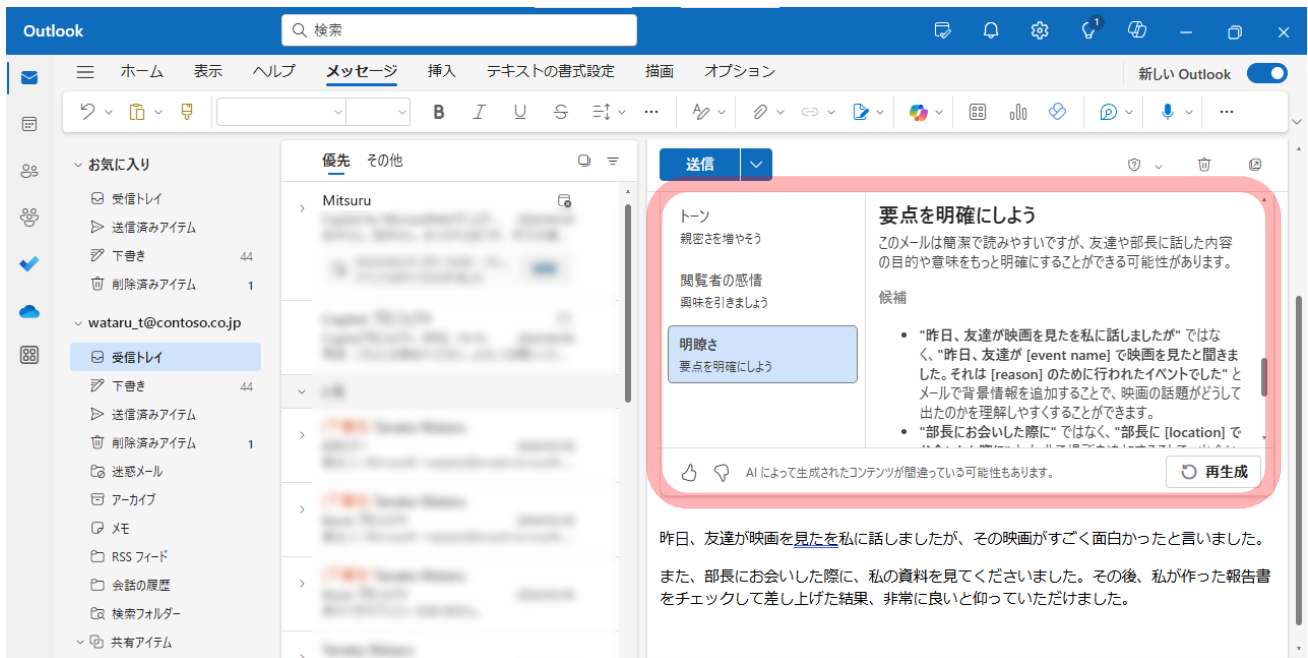 Outlook
検索
1
ホーム 表示 ヘルプ メッセージ 挿入 テキストの書式設定 描画 オプション
新しい Outlook
B I U S
お気に入り
受信トレイ
送信済みアイテム
下書き 44
削除済みアイテム 1
wataru_t@contoso.co.jp
受信トレイ
下書き 44
送信済みアイテム
削除済みアイテム 1
迷惑メール
アーカイブ
メモ
RSS フィード
会話の履歴
検索フォルダー
共有アイテム
優先 その他
Mitsuru
送信
トーン
親密さを増やそう
閲覧者の感情
興味を引きましょう
明瞭さ
要点を明確にしよう
要点を明確にしよう
このメールは簡潔で読みやすいですが、友達や部長に話した内容
の目的や意味をもっと明確にすることができる可能性があります。
候補
• "昨日、友達が映画を見たを私に話しましたが" ではな
く、"昨日、友達が [event name] で映画を見たと聞きま
した。それは [reason] のために行われたイベントでした" と
メールで背景情報を追加することで、映画の話題がどうして
出たのかを理解しやすくすることができます。
• "部長にお会いした際に" ではなく、"部長に [location] で
AI によって生成されたコンテンツが間違っている可能性もあります。
再生成
昨日、友達が映画を見たを私に話しましたが、その映画がすごく面白かったと言いました。
また、部長にお会いした際に、私の資料を見てくださいました。その後、私が作った報告書
をチェックして差し上げた結果、非常に良いと仰っていただけました。